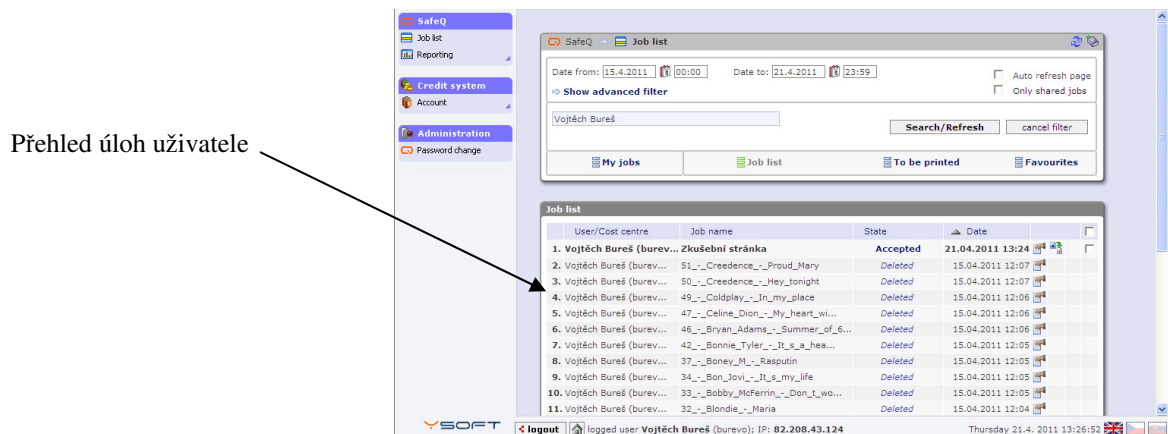 Přehled úloh uživatele
SafeQ
Job list
Reporting
Credit system
Account
Administration
Password change
SafeQ Job list
Date from: 15.4.2011 00:00 Date to: 21.4.2011 23:59
Auto refresh page
Show advanced filter
Only shared jobs
Vojtěch Bureš
Search/Refresh cancel filter
My jobs Job list To be printed Favourites
Job list
User/Cost centre Job name State Date
1. Vojtěch Bureš (burev... Zkušební stránka Accepted 21.04.2011 13:24
2. Vojtěch Bureš (burev... 51_-_Creedence_-_Proud_Mary Deleted 15.04.2011 12:07
3. Vojtěch Bureš (burev... 50_-_Creedence_-_Hey_tonight Deleted 15.04.2011 12:07
4. Vojtěch Bureš (burev... 49_-_Coldplay_-_In_my_place Deleted 15.04.2011 12:06
5. Vojtěch Bureš (burev... 47_-_Celine_Dion_-_My_heart_wi... Deleted 15.04.2011 12:06
6. Vojtěch Bureš (burev... 46_-_Bryan_Adams_-_Summer_of_6... Deleted 15.04.2011 12:06
7. Vojtěch Bureš (burev... 42_-_Bonnie_Tyler_-_It_s_a_hea... Deleted 15.04.2011 12:05
8. Vojtěch Bureš (burev... 37_-_Boney_M_-_Rasputin Deleted 15.04.2011 12:05
9. Vojtěch Bureš (burev... 34_-_Bon_Jovi_-_It_s_my_life Deleted 15.04.2011 12:05
10. Vojtěch Bureš (burev... 33_-_Bobby_McFerrin_-_Don_t_wo... Deleted 15.04.2011 12:05
11. Vojtěch Bureš (burev... 32_-_Blondie_-_Maria Deleted 15.04.2011 12:04
YSOFT
logout logged user Vojtěch Bureš (burevo); IP: 82.208.43.124 Thursday 21.4. 2011 13:26:52